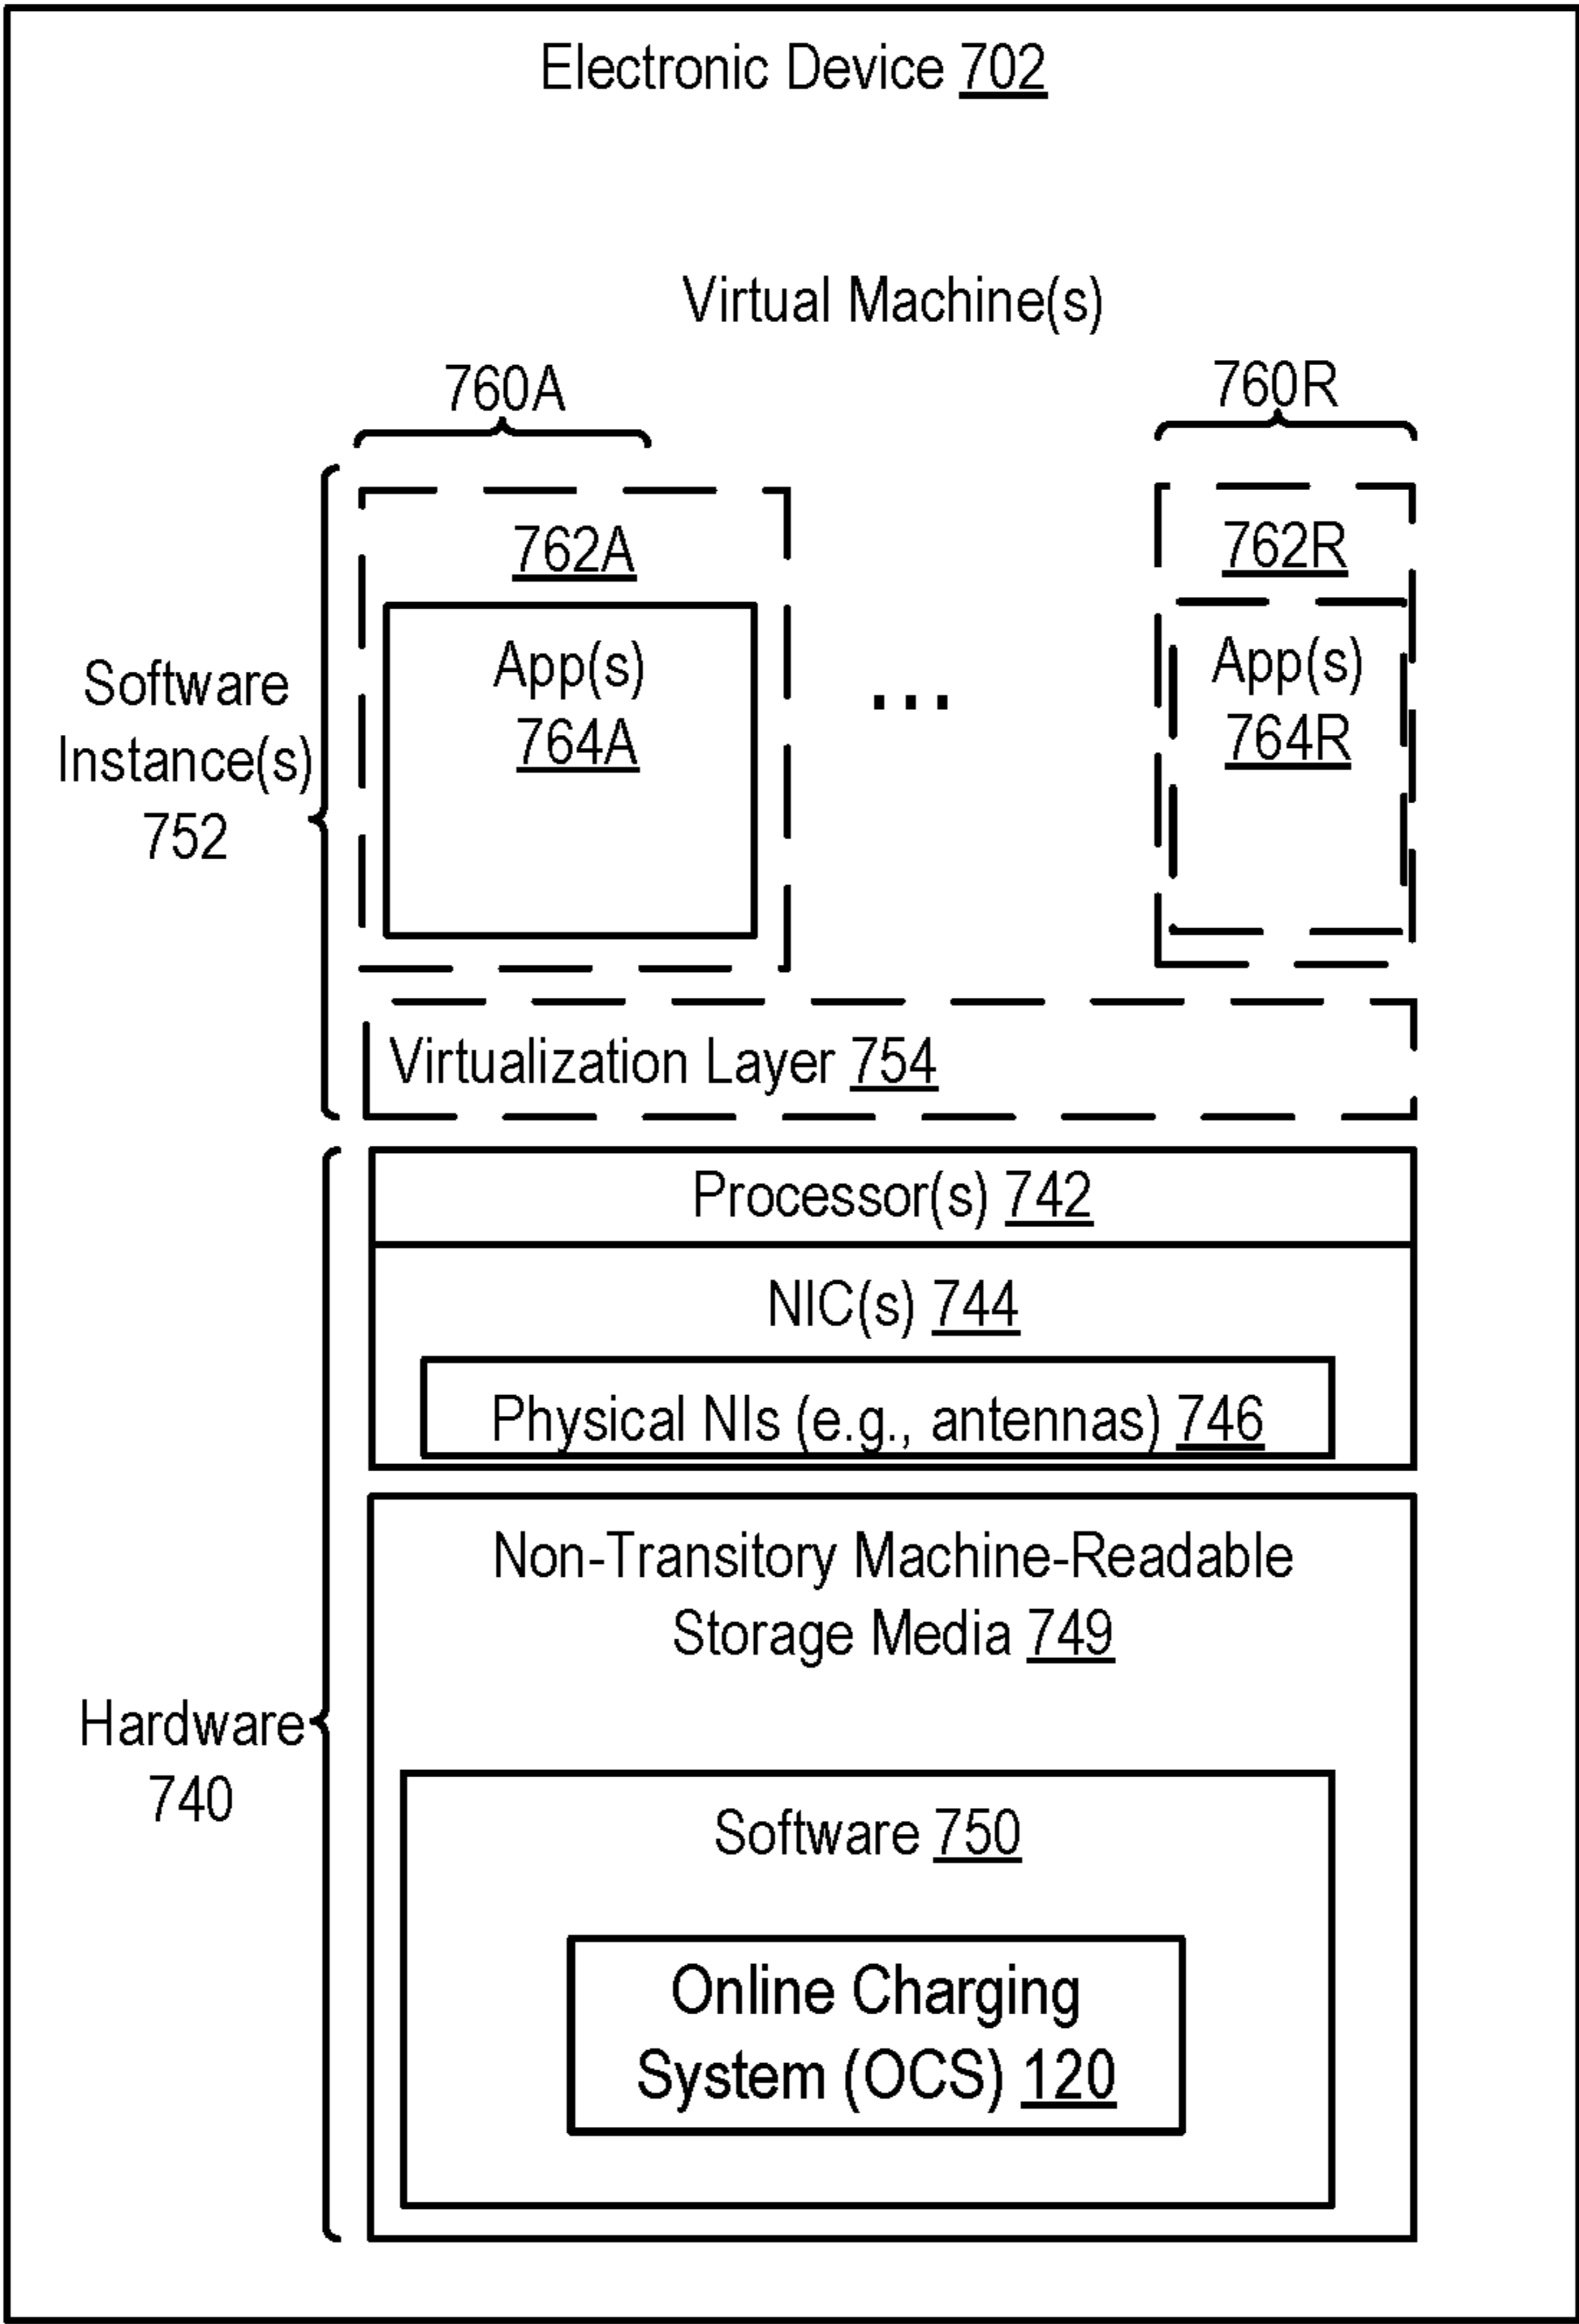 Electronic Device 702
Virtual Machine(s)
760A
760R
762A
762R
Software
Instance(s)
752
App(s)
764A
...
App(s)
764R
Virtualization Layer 754
Processor(s) 742
NIC(s) 744
Physical NIs (e.g., antennas) 746
Non-Transitory Machine-Readable
Storage Media 749
Hardware
740
Software 750
Online Charging
System (OCS) 120